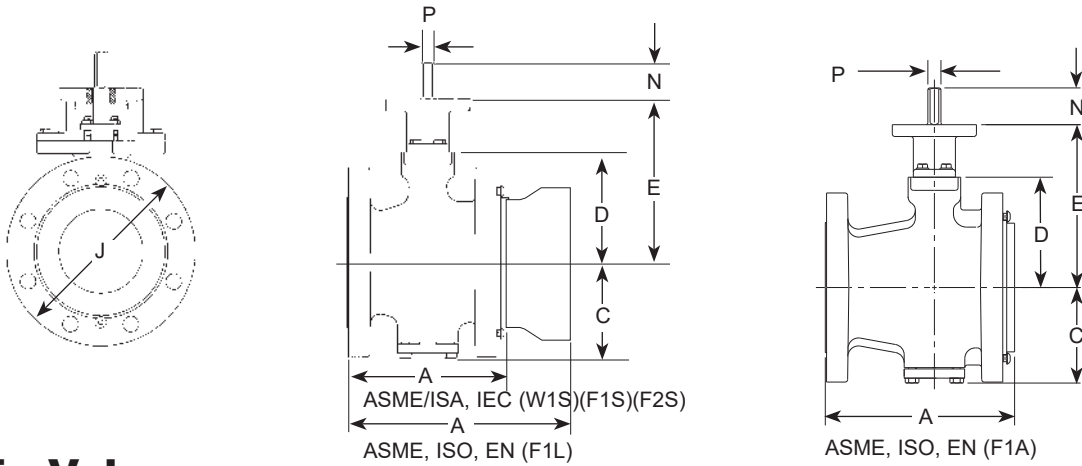 P
N
J
E
D
C
A
ASME/ISA, IEC (W1S)(F1S)(F2S)
A
ASME, ISO, EN (F1L)
P
N
E
D
C
A
ASME, ISO, EN (F1A)